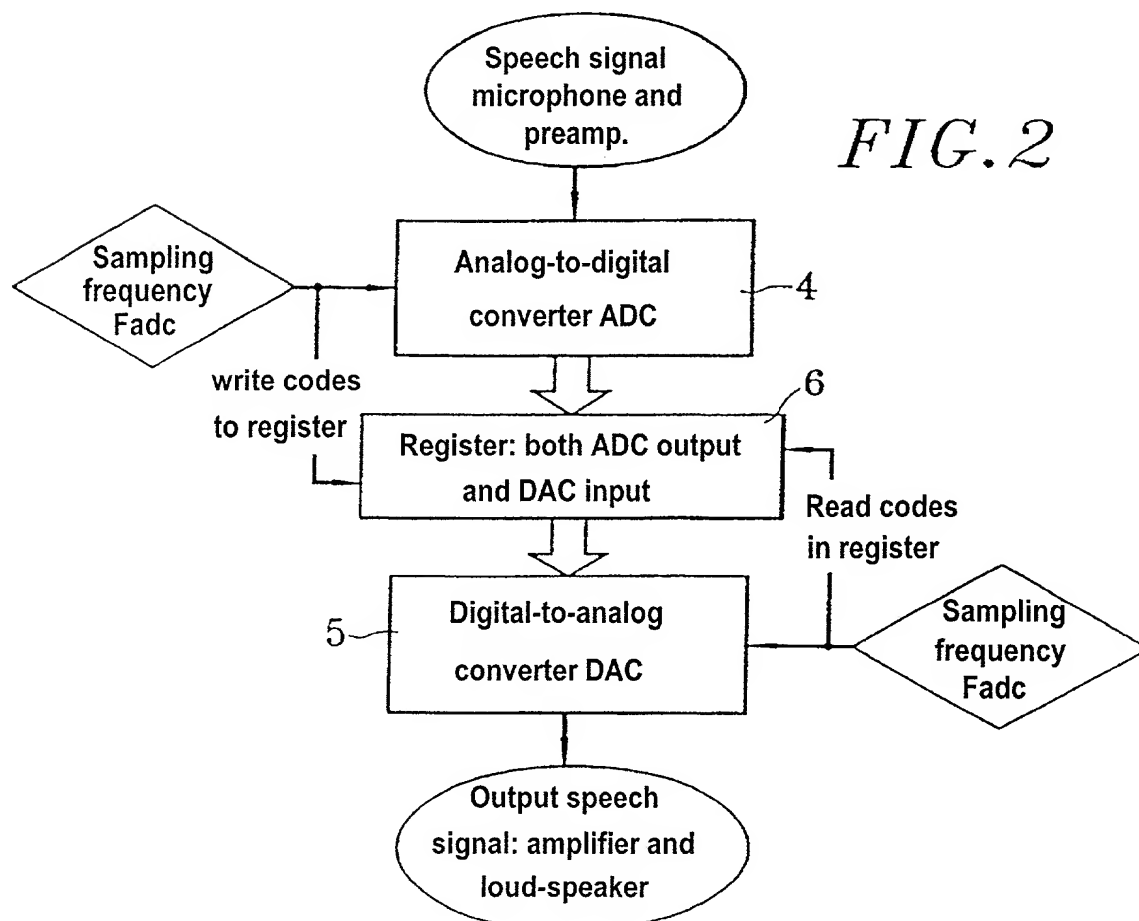 Speech signal
microphone and
preamp.
FIG.2
Sampling
frequency
Fadc
Analog-to-digital
converter ADC
4
write codes
to register
6
Register: both ADC output
and DAC input
Read codes
in register
5
Digital-to-analog
converter DAC
Sampling
frequency
Fadc
Output speech
signal: amplifier and
loud-speaker